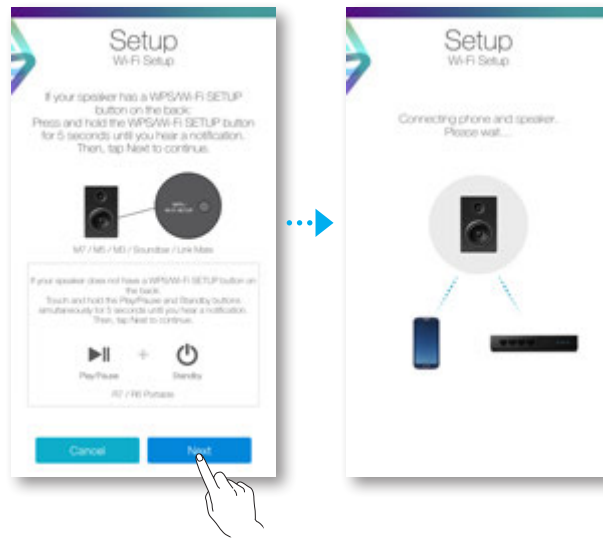 Setup
Wi-Fi Setup
If your speaker has a WPS/Wi-Fi SETUP
button on the back:
Press and hold the WPS/Wi-Fi SETUP button
for 5 seconds until you hear a notification.
Then, tap Next to continue.
WPS/
Wi-Fi SETUP
M7 / M5 / M3 / Soundbar / Link Mate
If your speaker does not have a WPS/Wi-Fi SETUP button on
the back:
Touch and hold the Play/Pause and Standby buttons
simultaneously for 5 seconds until you hear a notification.
Then, tap Next to continue.
+
Play/Pause
Standby
R7 / R6 Portable
Cancel
Next
Setup
Wi-Fi Setup
Connecting phone and speaker.
Please wait...